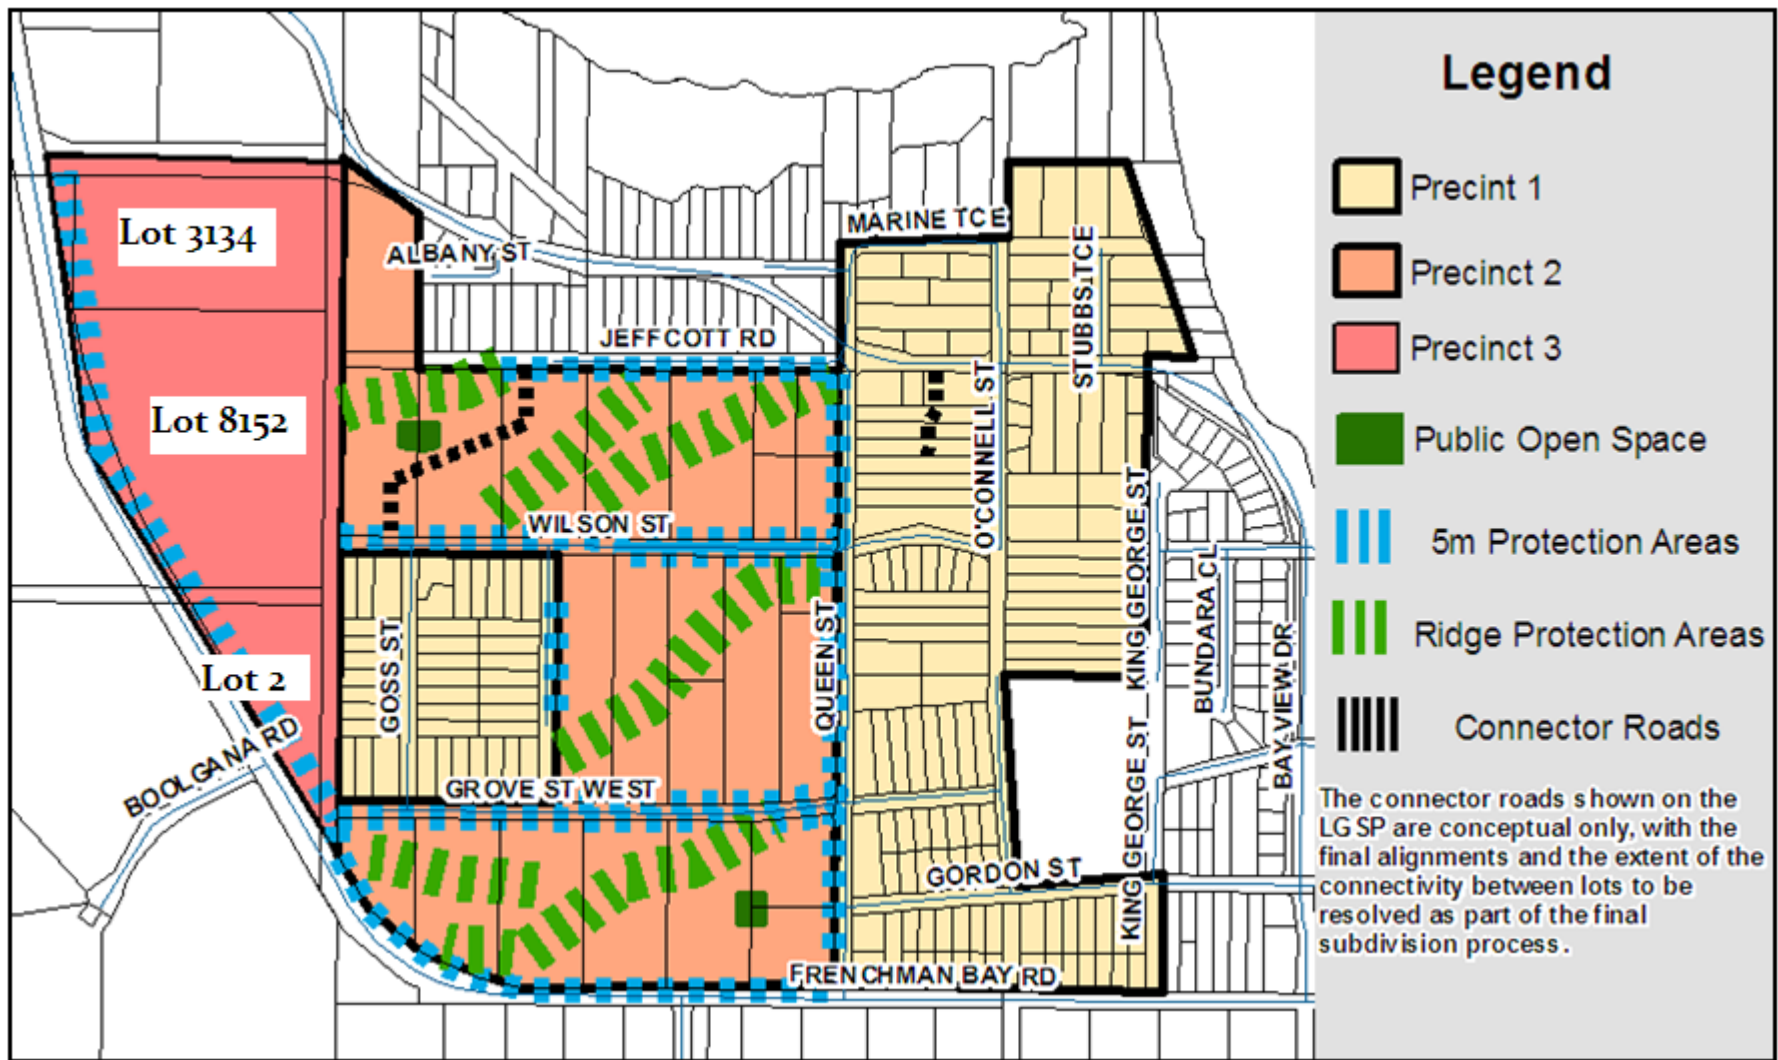 Legend
Precint 1
Precinct 2
Precinct 3
Public Open Space
5m Protection Areas
Ridge Protection Areas
Connector Roads
The connector roads shown on the
LGSP are conceptual only, with the
final alignments and the extent of the
connectivity between lots to be
resolved as part of the final
subdivision process.
Lot 3134
Lot 8152
Lot 2
MARINE TCE
ALBANY ST
STUBBS TCE
JEFFCOTT RD
O'CONNELL ST
WILSON ST
KING GEORGE ST
BUNDARA CL
GOSS ST
QUEEN ST
BAY VIEW DR
BOOLGANA RD
GROVE ST WEST
KING GEORGE ST
GORDON ST
KING GEORGE ST
FRENCHMAN BAY RD